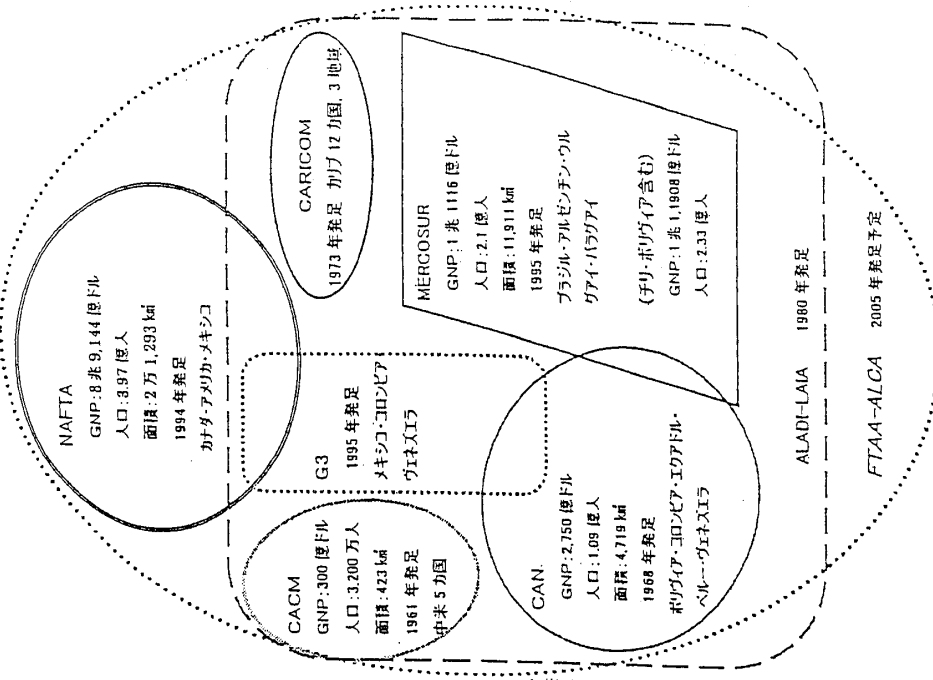 NAFTA
GNP:8兆9,144億ドル
人口:3.97億人
面積:2万1,293k㎡
1994年発足
カナダ・アメリカ・メキシコ
CACM
GNP:300億ドル
人口:3,200万人
面積:423k㎡
1961年発足
中米5カ国
G3
1995年発足
メキシコ・コロンビア
ヴェネズエラ
CARICOM
1973年発足 カリブ12カ国,3地域
CAN
GNP:2,750億ドル
人口:1.09億人
面積:4,719k㎡
1968年発足
ボリヴィア・コロンビア・エクアドル・
ペルー・ヴェネズエラ
MERCOSUR
GNP:1兆1116億ドル
人口:2.1億人
面積:11,911k㎡
1995年発足
ブラジル・アルゼンチン・ウル
グアイ・パラグアイ
(チリ・ボリヴィア含む)
GNP:1兆1,1908億ドル
人口:2.33億人
ALADI-LAIA 1980年発足
FTAA-ALCA 2005年発足予定